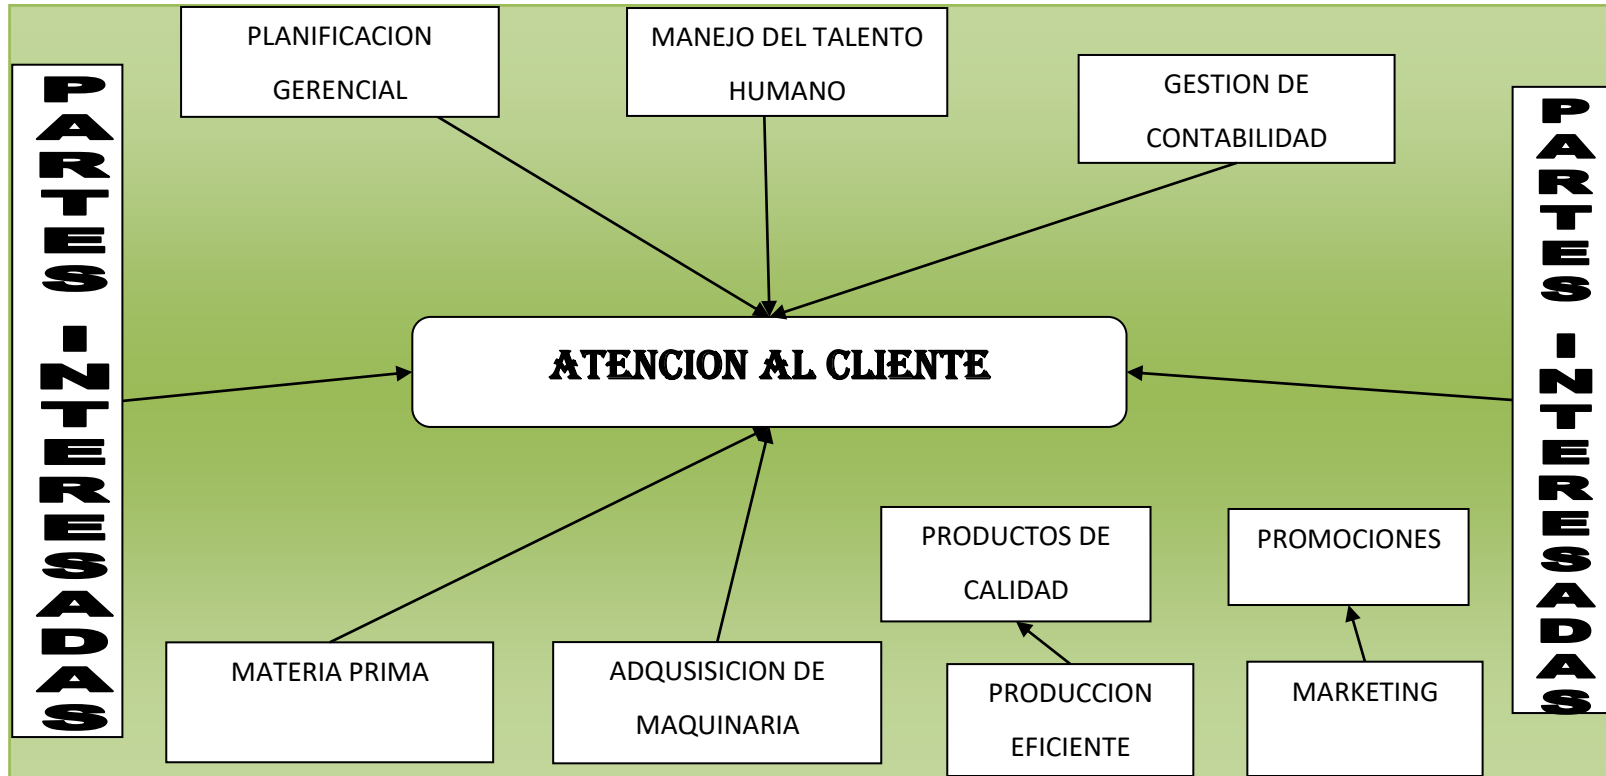 PLANIFICACION
GERENCIAL
MANEJO DEL TALENTO
HUMANO
GESTION DE
CONTABILIDAD
PARTES INTERESADAS
ATENCION AL CLIENTE
PARTES INTERESADAS
PRODUCTOS DE
CALIDAD
PROMOCIONES
MATERIA PRIMA
ADQUSISICION DE
MAQUINARIA
PRODUCCION
EFICIENTE
MARKETING